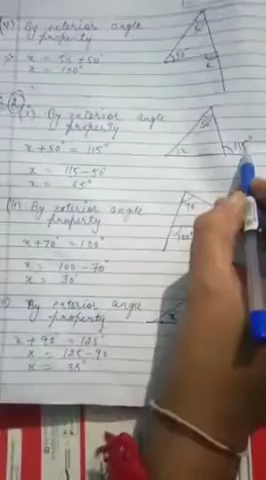 (V) By exterior angle
property
x = 50 + 50°
x = 100°
2
(i) By exterior angle
property
x + 50° = 115°
x = 115 - 50°
x = 65°
115°
x
(ii) By exterior angle
property
x + 70° = 100°
x = 100 - 70°
x = 30°
70
100°
By exterior angle
property
x + 90° = 125°
x = 125 - 90
x = 35°
x